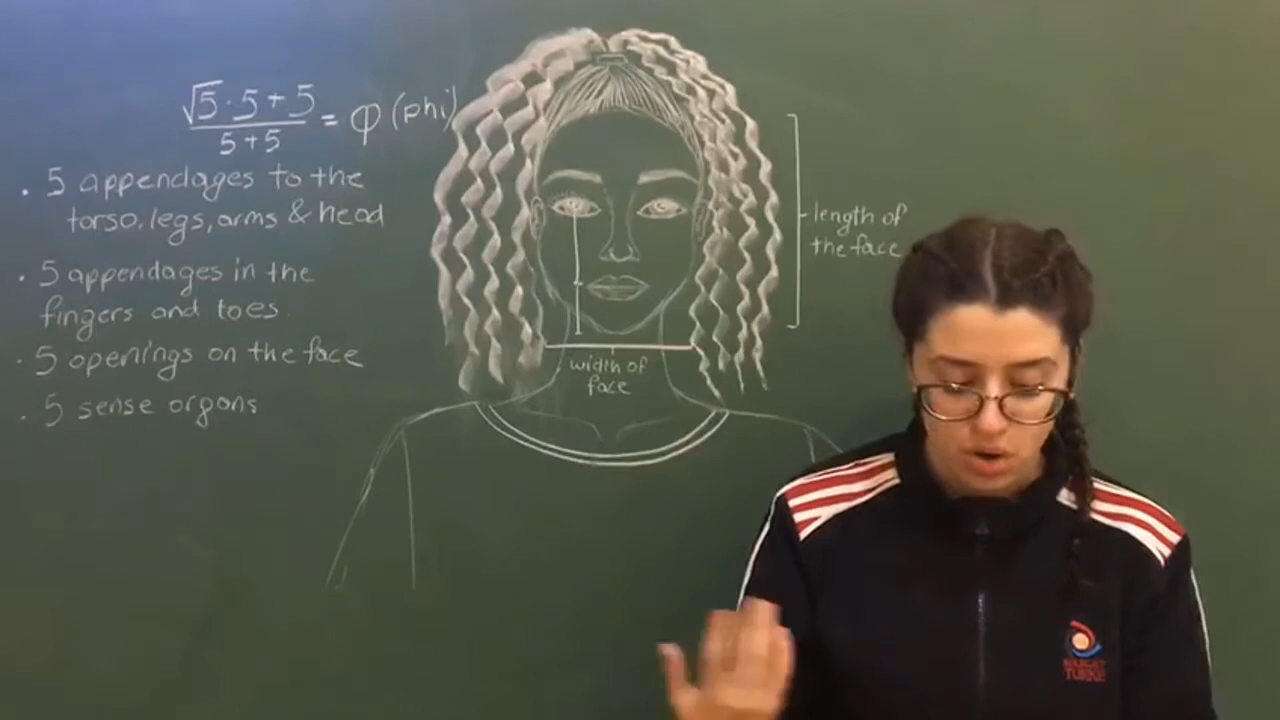 √5·5+5
5+5
= φ (phi)
. 5 appendages to the
torso, legs, arms & head
. 5 appendages in the
fingers and toes
. 5 openings on the face
. 5 sense organs
length of
the face
width of
face